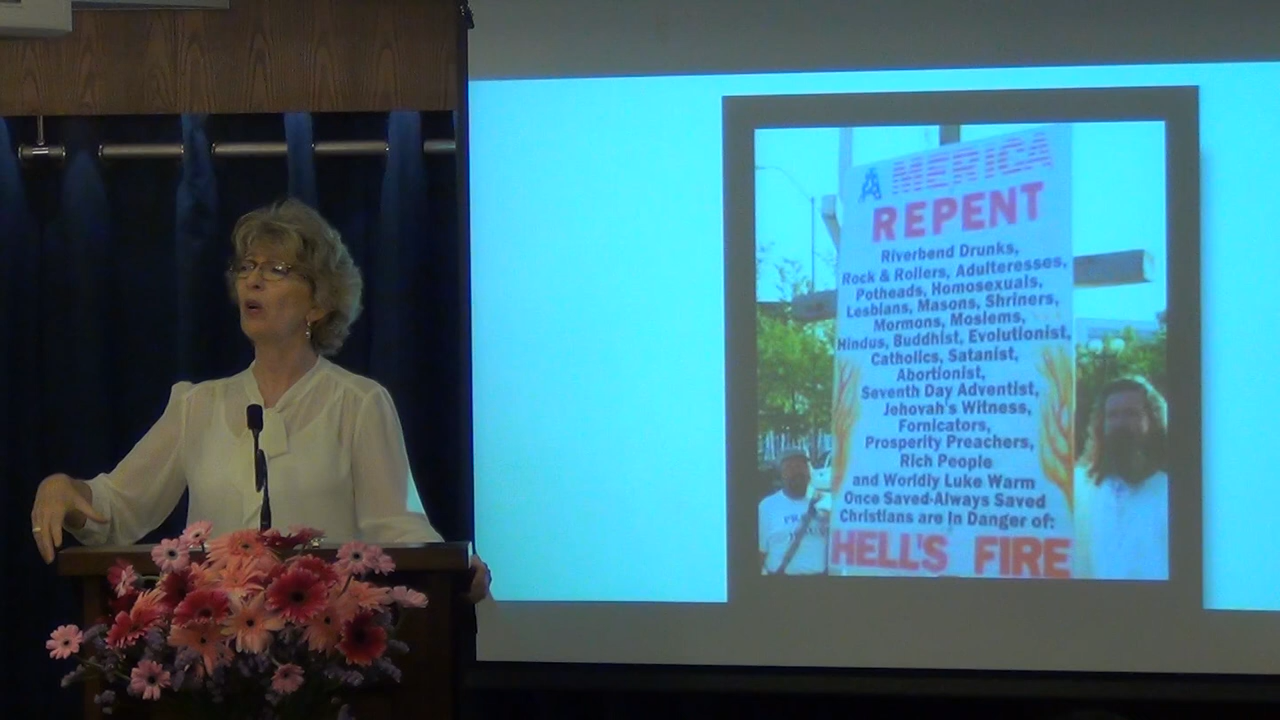 AMERICA
REPENT
Riverbend Drunks,
Rock & Rollers, Adulteresses,
Potheads, Homosexuals,
Lesbians, Masons, Shriners,
Mormons, Moslems,
Hindus, Buddhist, Evolutionist,
Catholics, Satanist,
Abortionist,
Seventh Day Adventist,
Jehovah's Witness,
Fornicators,
Prosperity Preachers,
Rich People
and Worldly Luke Warm
Once Saved-Always Saved
Christians are in Danger of:
HELL'S FIRE